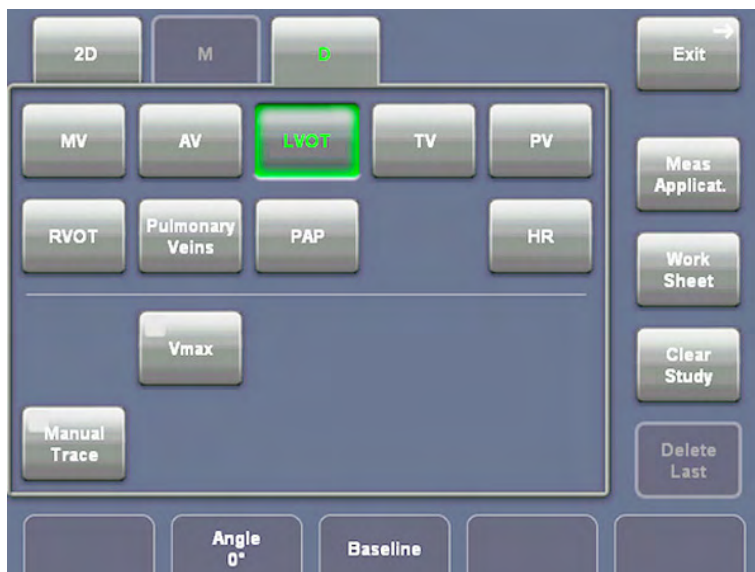 2D
M
D
Exit
MV
AV
LVOT
TV
PV
Meas
Applicat.
RVOT
Pulmonary
Veins
PAP
HR
Work
Sheet
Vmax
Clear
Study
Manual
Trace
Delete
Last
Angle
0°
Baseline